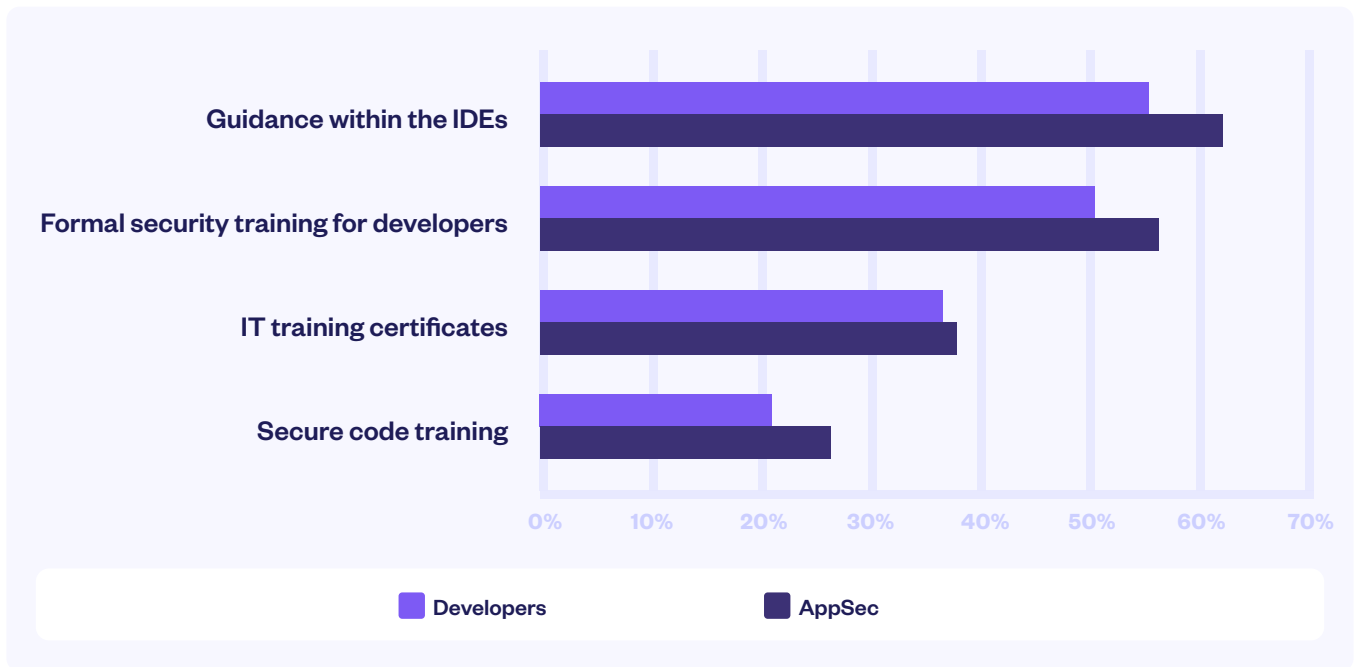 Guidance within the IDEs
Formal security training for developers
IT training certificates
Secure code training
0% 10% 20% 30% 40% 50% 60% 70%
Developers AppSec